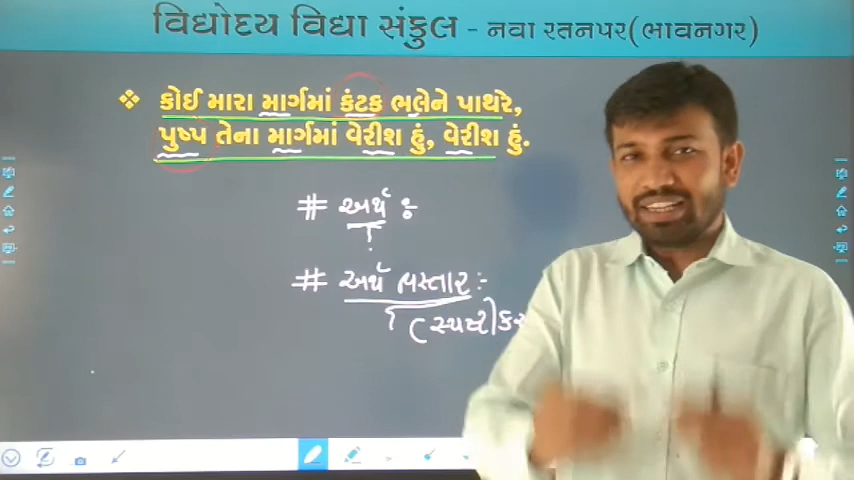 વિદ્યોદય વિદ્યા સંકુલ - નવા રતનપર(ભાવનગર)
❖ કોઈ મારા માર્ગમાં કંટક ભલેને પાથરે,
પુષ્પ તેના માર્ગમાં વેરીશ હું, વેરીશ હું.
# અર્થ :
# અર્થ વિસ્તાર :-